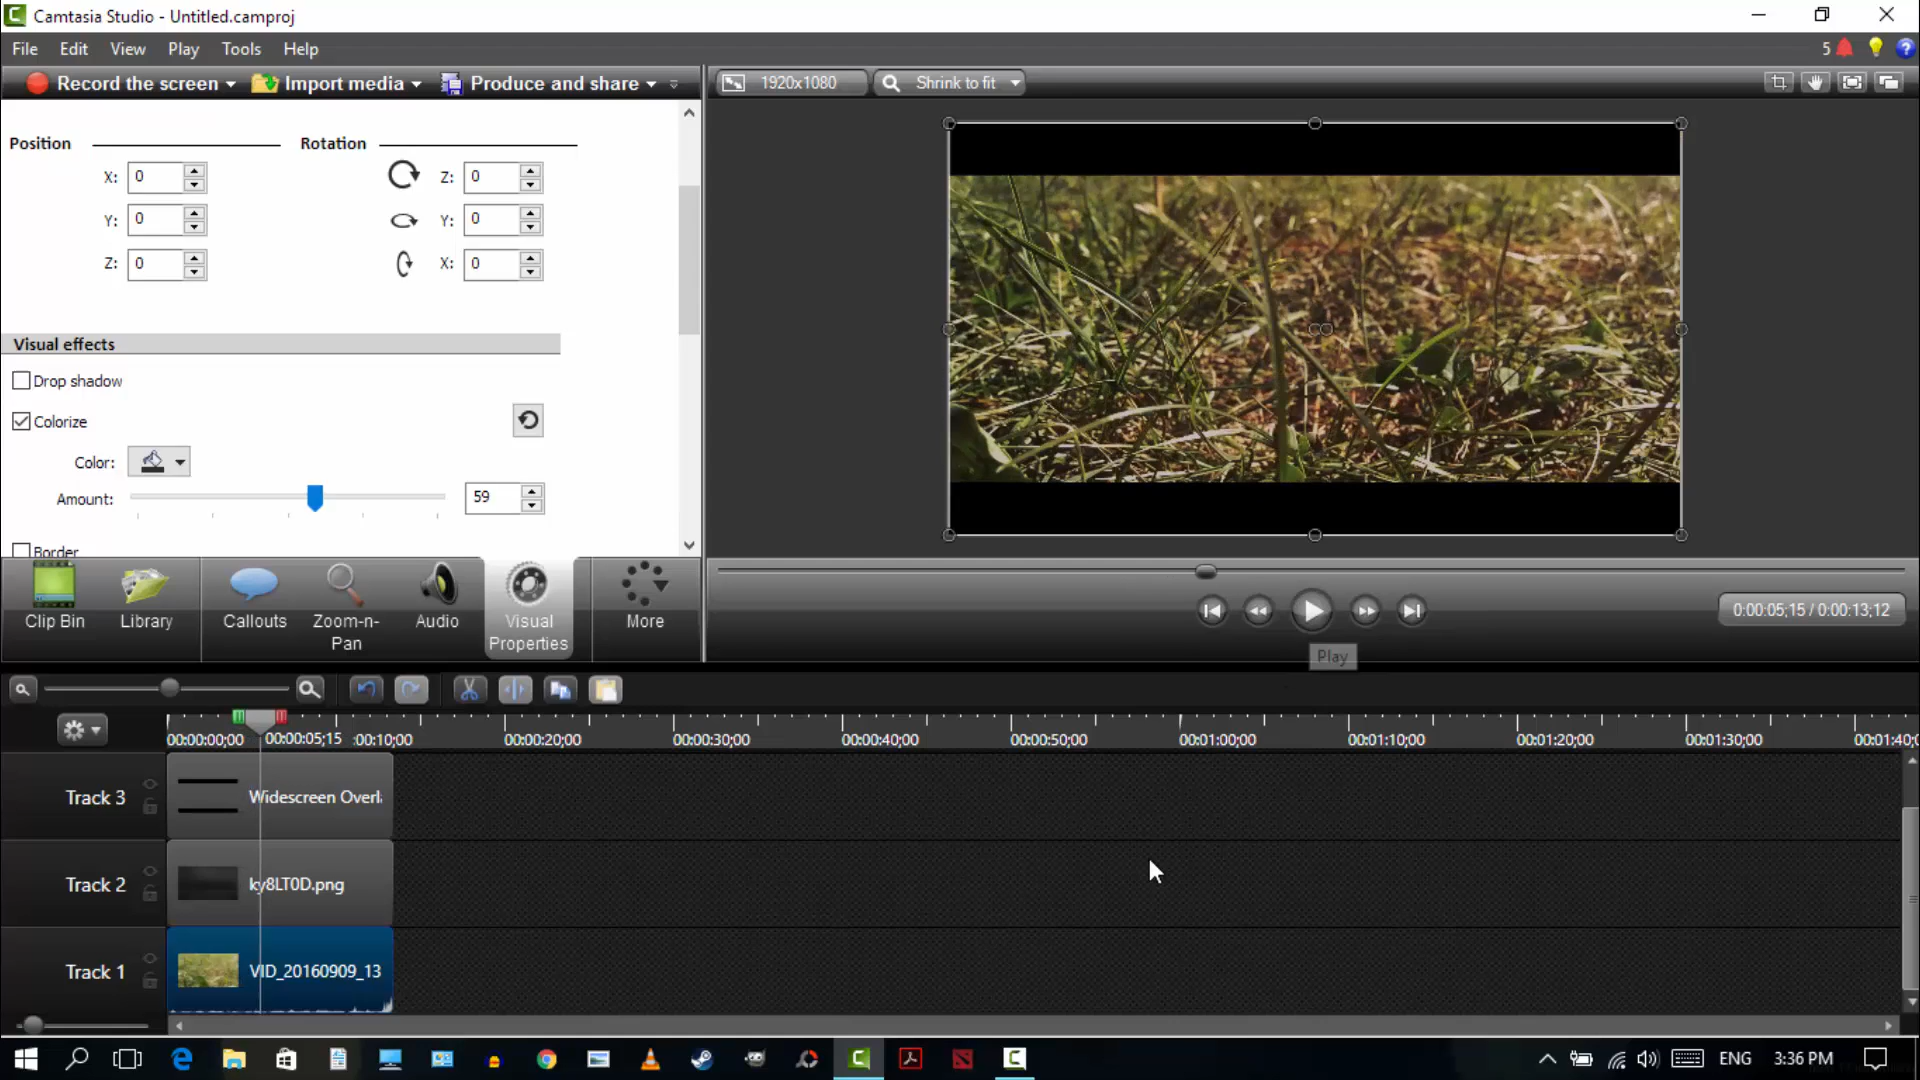 Camtasia Studio - Untitled.camproj
File Edit View Play Tools Help
5
Record the screen Import media Produce and share
1920x1080 Shrink to fit
Position Rotation
X: 0 Z: 0
Y: 0 Y: 0
Z: 0 X: 0
Visual effects
Drop shadow
Colorize
Color:
Amount: 59
Border
Clip Bin Library Callouts Zoom-n-Pan Audio Visual Properties More
0:00:05;15 / 0:00:13;12
Play
00:00:00;00 00:00:05;15 :00:10;00 00:00:20;00 00:00:30;00 00:00:40;00 00:00:50;00 00:01:00;00 00:01:10;00 00:01:20;00 00:01:30;00 00:01:40;0
Track 3 Widescreen Overl
Track 2 ky8LT0D.png
Track 1 VID_20160909_13
ENG 3:36 PM